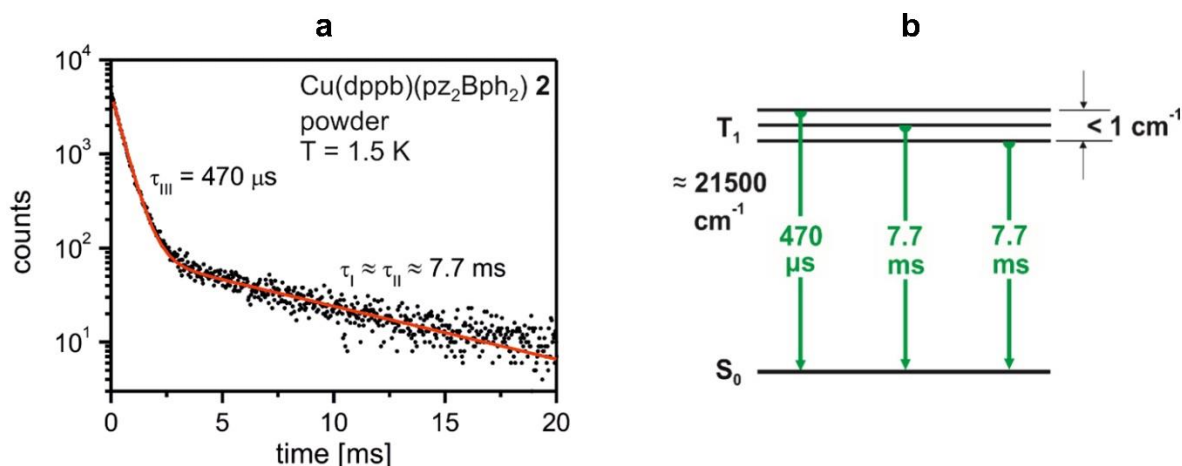 a
b
10⁴
10³
10²
10¹
counts
Cu(dppb)(pz₂Bph₂) 2
powder
T = 1.5 K
τ_III = 470 μs
τ_I ≈ τ_II ≈ 7.7 ms
0
5
10
15
20
time [ms]
T₁
< 1 cm⁻¹
≈ 21500
cm⁻¹
470
μs
7.7
ms
7.7
ms
S₀